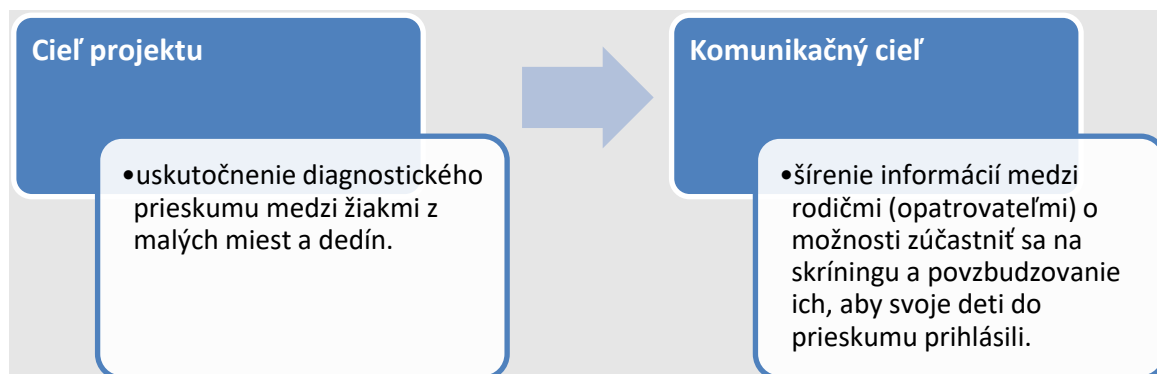 Cieľ projektu
•uskutočnenie diagnostického
prieskumu medzi žiakmi z
malých miest a dedín.
Komunikačný cieľ
•šírenie informácií medzi
rodičmi (opatrovateľmi) o
možnosti zúčastniť sa na
skríningu a povzbudzovanie
ich, aby svoje deti do
prieskumu prihlásili.